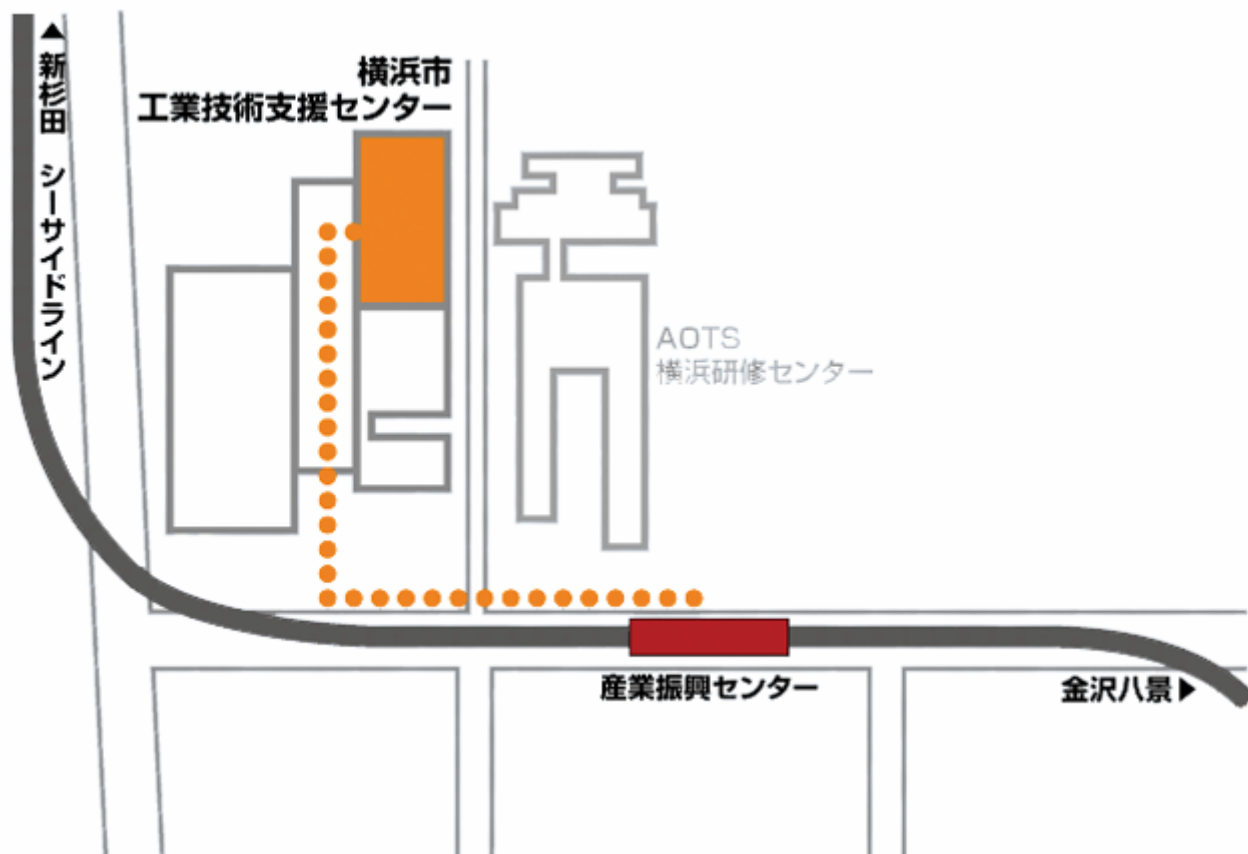 ▲新杉田 シーサイドライン
横浜市
工業技術支援センター
AOTS
横浜研修センター
産業振興センター
金沢八景▶